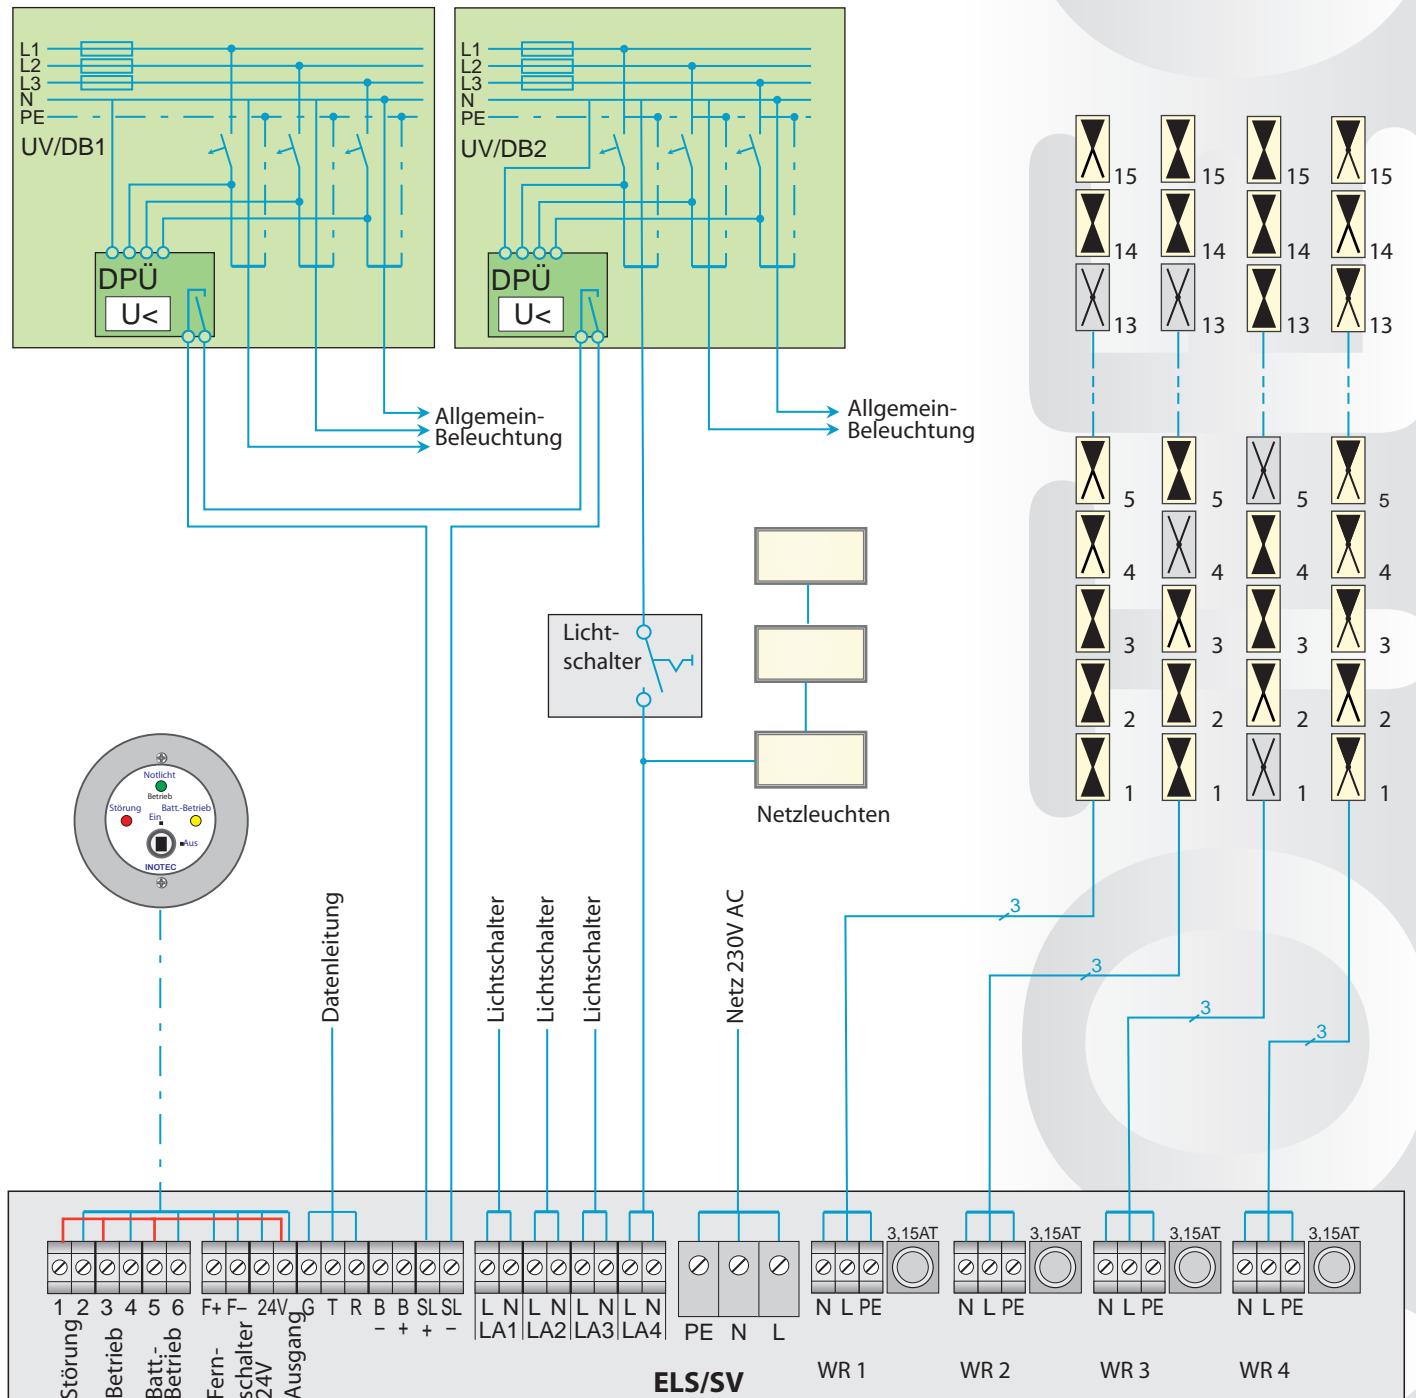 L1
L2
L3
N
PE
UV/DB1
DPÜ
U<
L1
L2
L3
N
PE
UV/DB2
DPÜ
U<
Allgemein-
Beleuchtung
Allgemein-
Beleuchtung
15 15 15 15
14 14 14 14
13 13 13 13
5 5 5 5
4 4 4 4
3 3 3 3
2 2 2 2
1 1 1 1
Licht-
schalter
Netzleuchten
Notlicht
Betrieb
Störung
Batt.-Betrieb
Ein
Aus
INOTEC
Datenleitung
Lichtschalter
Lichtschalter
Lichtschalter
Netz 230V AC
3
3
3
3
3,15AT
3,15AT
3,15AT
3,15AT
1 2 3 4 5 6
F+ F– 24V G T R B B SL SL
– + + –
L N L N L N L N
LA1 LA2 LA3 LA4
PE N L
N L PE
N L PE
N L PE
N L PE
Störung
Betrieb
Batt.-
Betrieb
Fern-
schalter
24V
Ausgang
WR 1
WR 2
WR 3
WR 4
ELS/SV